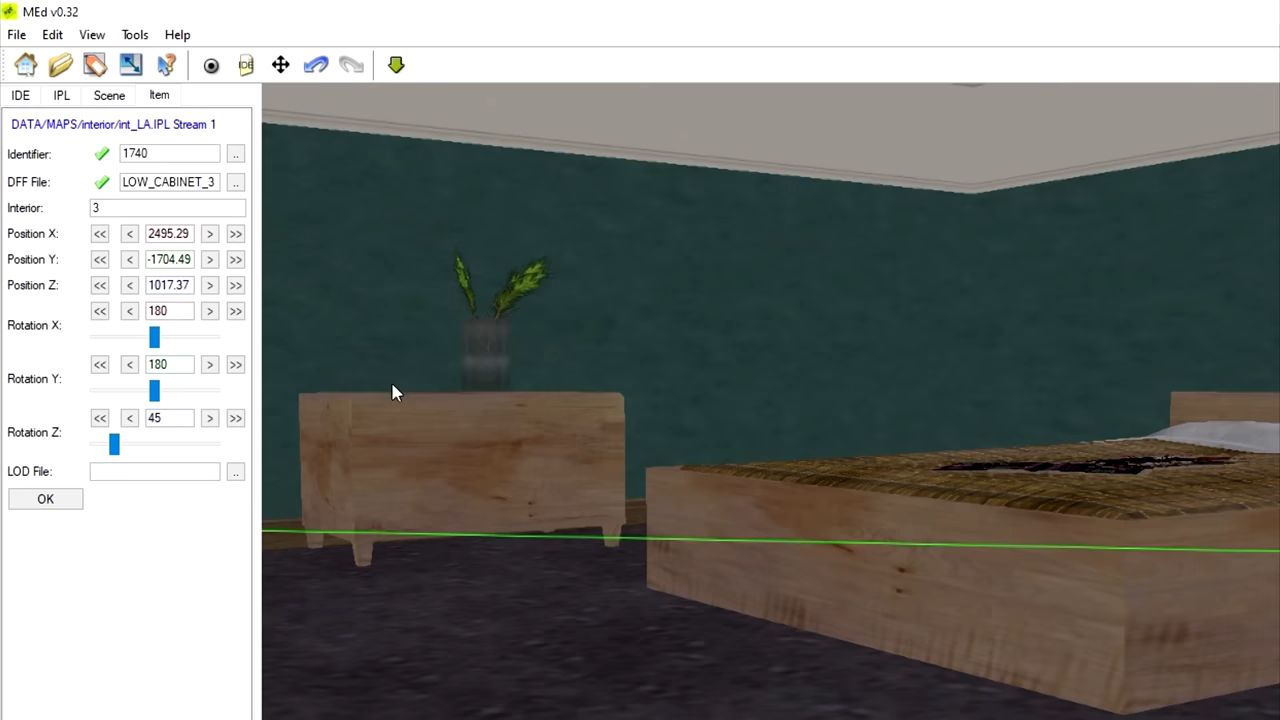 MEd v0.32
File Edit View Tools Help
IDE
IDE IPL Scene Item
DATA/MAPS/interior/int_LA.IPL Stream 1
Identifier: 1740 ..
DFF File: LOW_CABINET_3 ..
Interior: 3
Position X: << < 2495.29 > >>
Position Y: << < -1704.49 > >>
Position Z: << < 1017.37 > >>
Rotation X: << < 180 > >>
Rotation Y: << < 180 > >>
Rotation Z: << < 45 > >>
LOD File: ..
OK